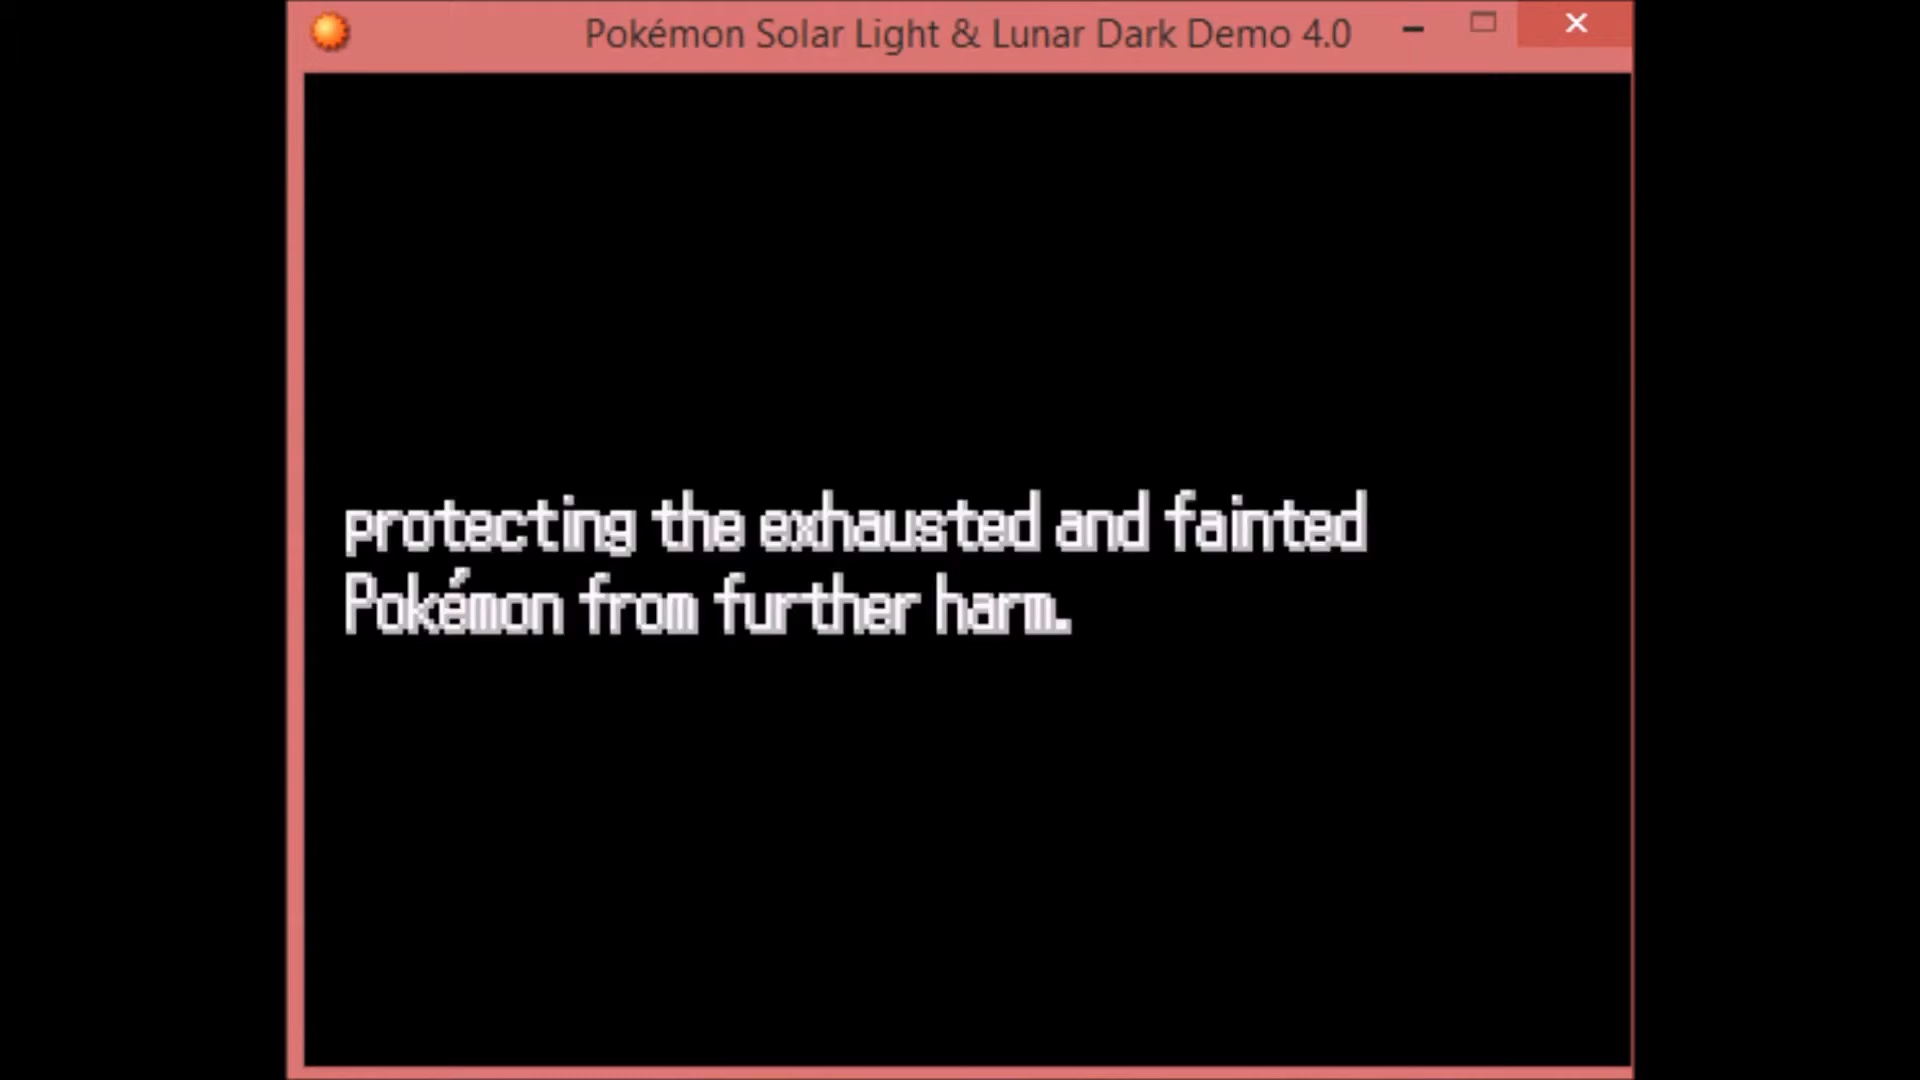 Pokémon Solar Light & Lunar Dark Demo 4.0
protecting the exhausted and fainted
Pokémon from further harm.